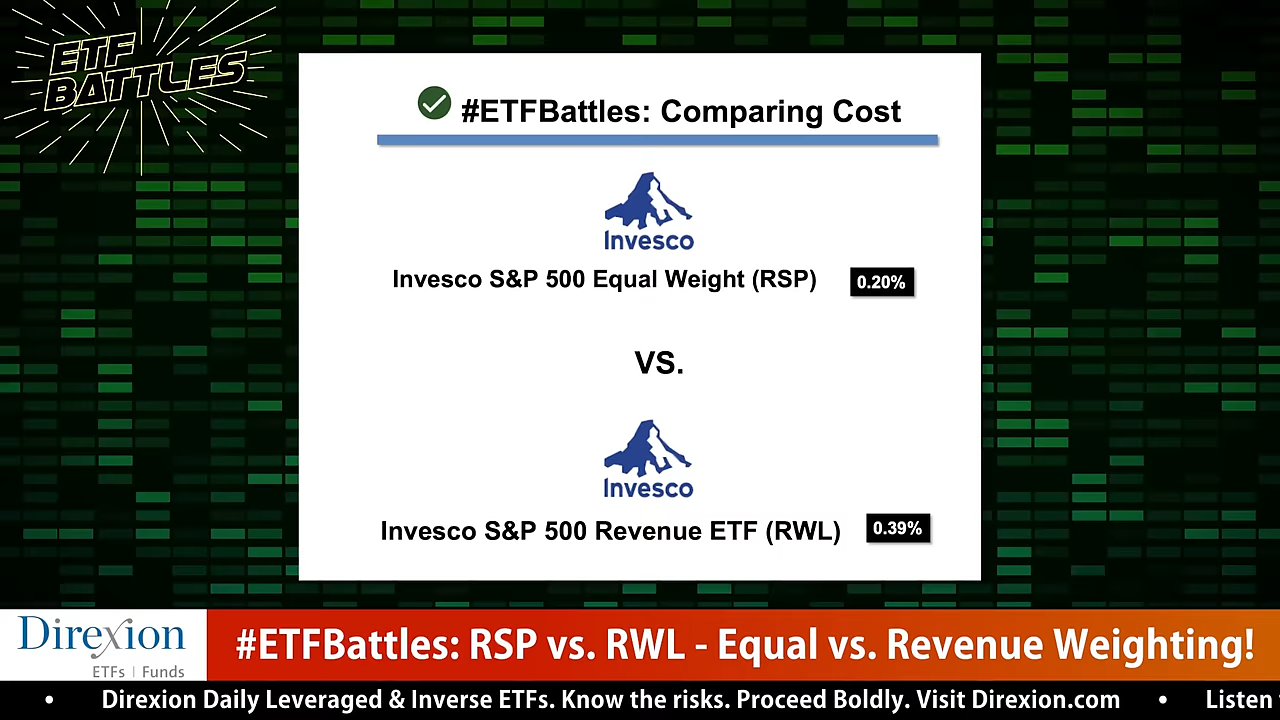 ETF
BATTLES
#ETFBattles: Comparing Cost
Invesco
Invesco S&P 500 Equal Weight (RSP)
0.20%
VS.
Invesco
Invesco S&P 500 Revenue ETF (RWL)
0.39%
Direxion
ETFs | Funds
#ETFBattles: RSP vs. RWL - Equal vs. Revenue Weighting!
• Direxion Daily Leveraged & Inverse ETFs. Know the risks. Proceed Boldly. Visit Direxion.com • Listen